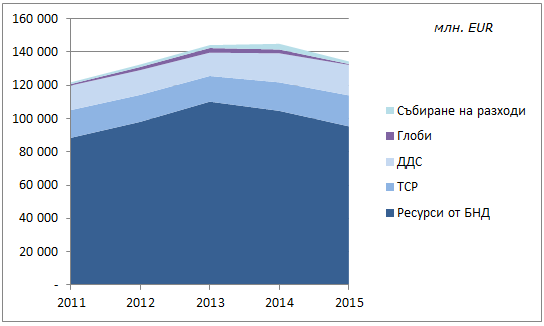 млн. EUR
160 000
140 000
120 000
100 000
80 000
60 000
40 000
20 000
-
2011 2012 2013 2014 2015
Събиране на разходи
Глоби
ДДС
ТСР
Ресурси от БНД